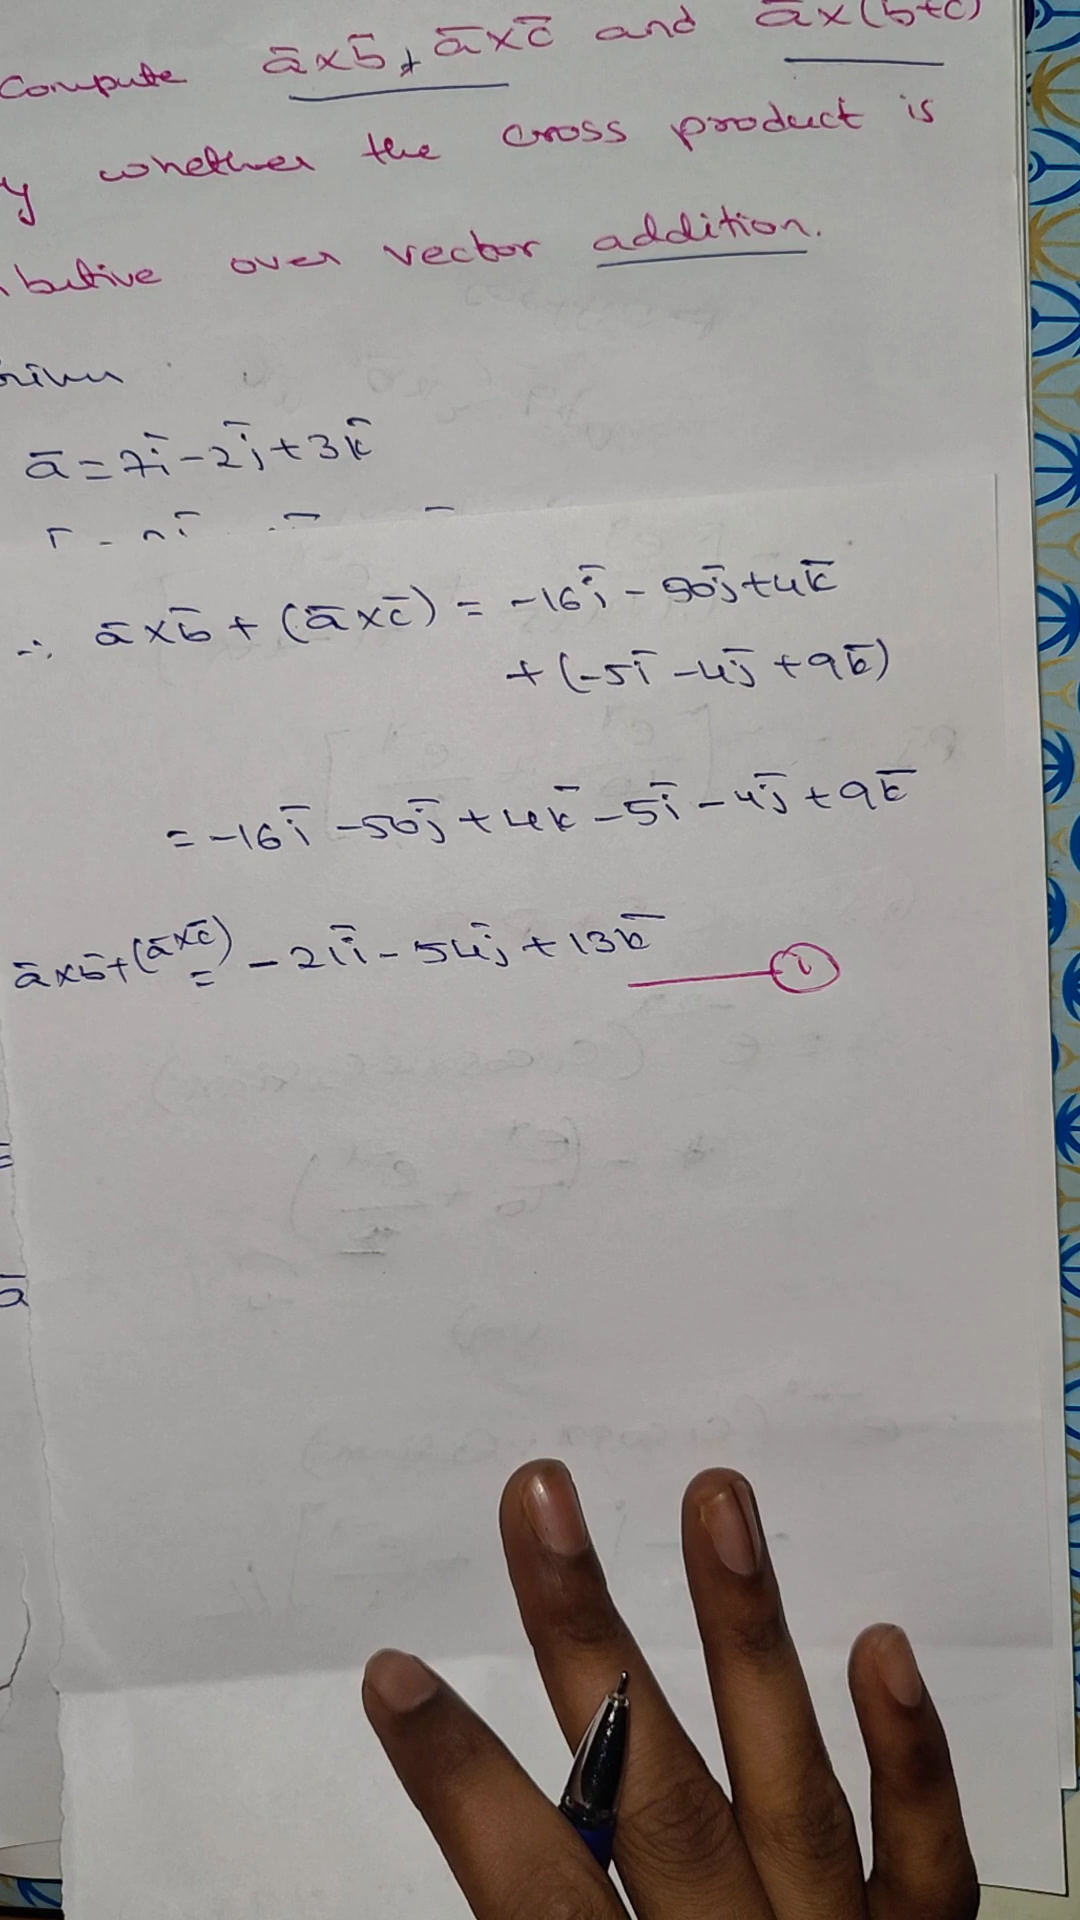 Compute ā×b̄ + ā×c̄ and ā×(b̄+c̄)
whether the cross product is
butive over vector addition.
ā = 7ī - 2j̄ + 3k̄
∴ ā×b̄ + (ā×c̄) = -16ī - 50j̄ + 4k̄
+ (-5ī - 4j̄ + 9k̄)
= -16ī - 50j̄ + 4k̄ - 5ī - 4j̄ + 9k̄
ā×b̄ + (ā×c̄) = -21ī - 54j̄ + 13k̄